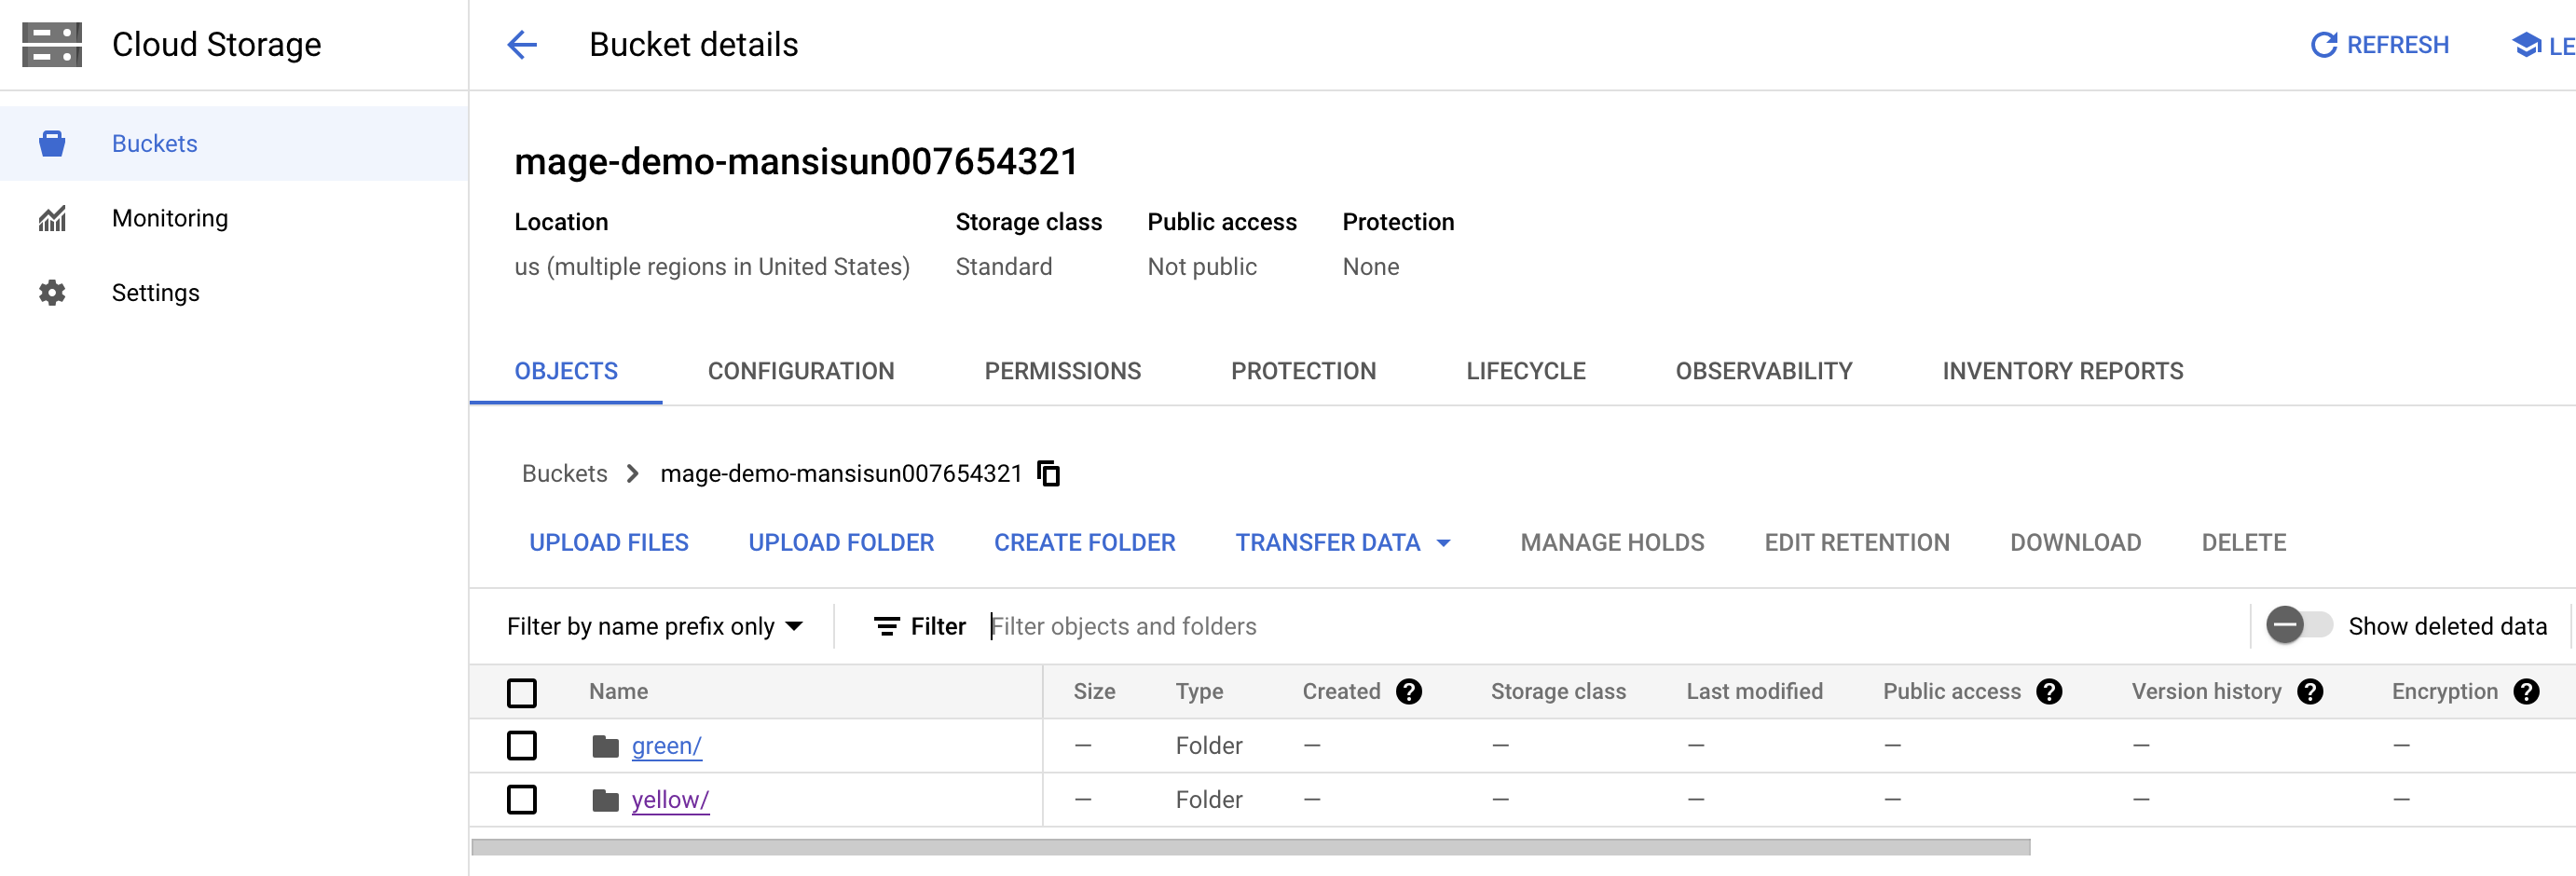 Cloud Storage
Bucket details
REFRESH
LE
Buckets
Monitoring
Settings
mage-demo-mansisun007654321
Location Storage class Public access Protection
us (multiple regions in United States) Standard Not public None
OBJECTS CONFIGURATION PERMISSIONS PROTECTION LIFECYCLE OBSERVABILITY INVENTORY REPORTS
Buckets > mage-demo-mansisun007654321
UPLOAD FILES UPLOAD FOLDER CREATE FOLDER TRANSFER DATA MANAGE HOLDS EDIT RETENTION DOWNLOAD DELETE
Filter by name prefix only Filter Filter objects and folders Show deleted data
Name Size Type Created ? Storage class Last modified Public access ? Version history ? Encryption ?
green/ — Folder — — — — — —
yellow/ — Folder — — — — — —